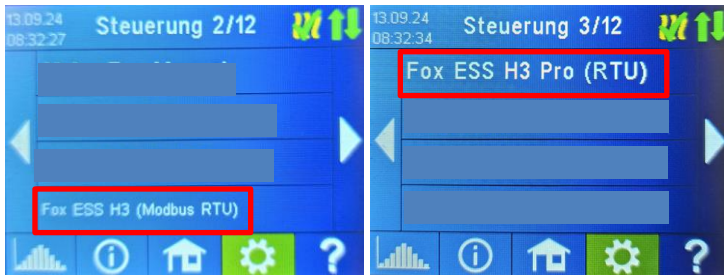 13.09.24
08:32:27
Steuerung 2/12
Fox ESS H3 (Modbus RTU)
?
13.09.24
08:32:34
Steuerung 3/12
Fox ESS H3 Pro (RTU)
?